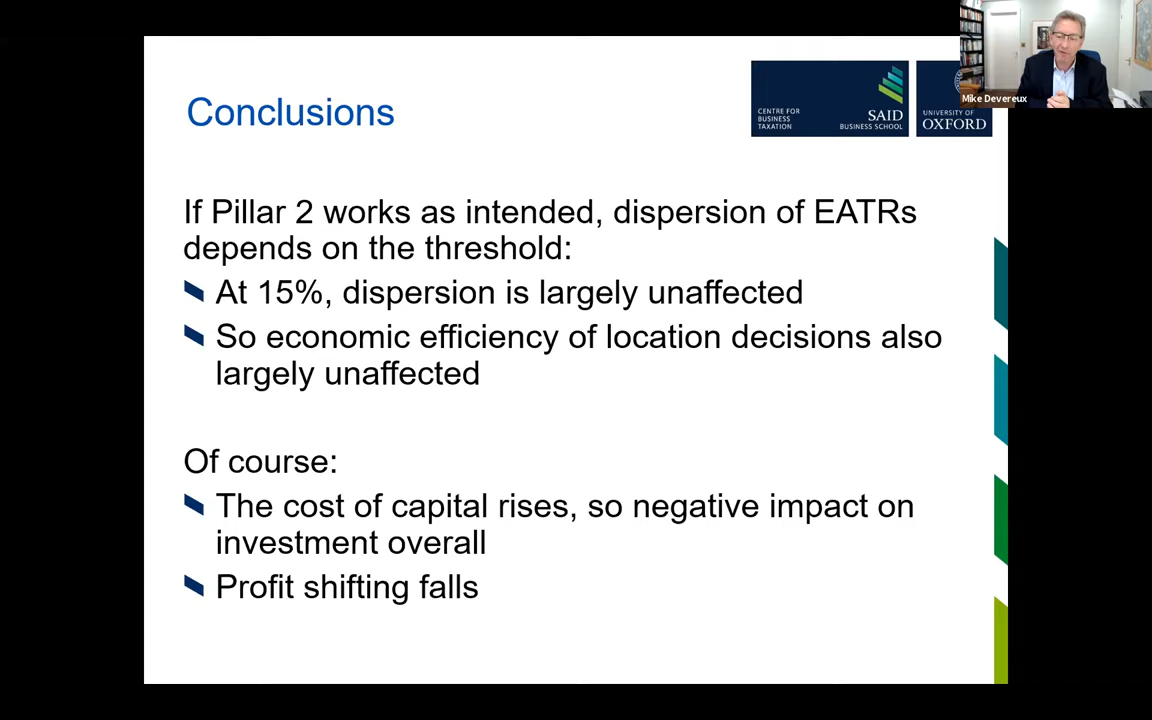 Conclusions
CENTRE FOR
BUSINESS
TAXATION
SAID
BUSINESS SCHOOL
UNIVERSITY OF
OXFORD
Mike Devereux
If Pillar 2 works as intended, dispersion of EATRs
depends on the threshold:
At 15%, dispersion is largely unaffected
So economic efficiency of location decisions also
largely unaffected
Of course:
The cost of capital rises, so negative impact on
investment overall
Profit shifting falls